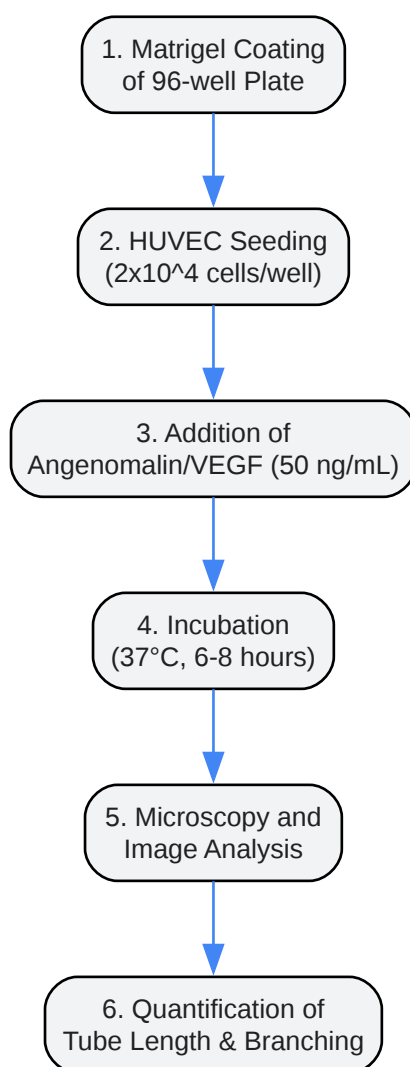 1. Matrigel Coating
of 96-well Plate
2. HUVEC Seeding
(2x10^4 cells/well)
3. Addition of
Angenomalin/VEGF (50 ng/mL)
4. Incubation
(37°C, 6-8 hours)
5. Microscopy and
Image Analysis
6. Quantification of
Tube Length & Branching